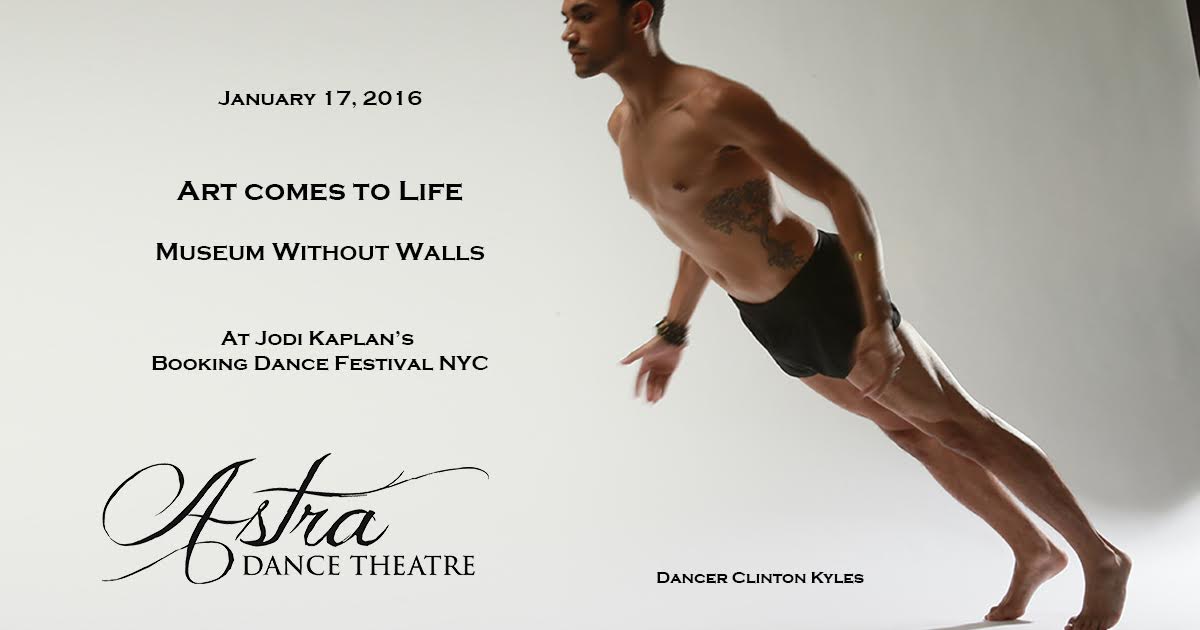 January 17, 2016
Art comes to Life
Museum Without Walls
At Jodi Kaplan's
Booking Dance Festival NYC
Astra
DANCE THEATRE
Dancer Clinton Kyles